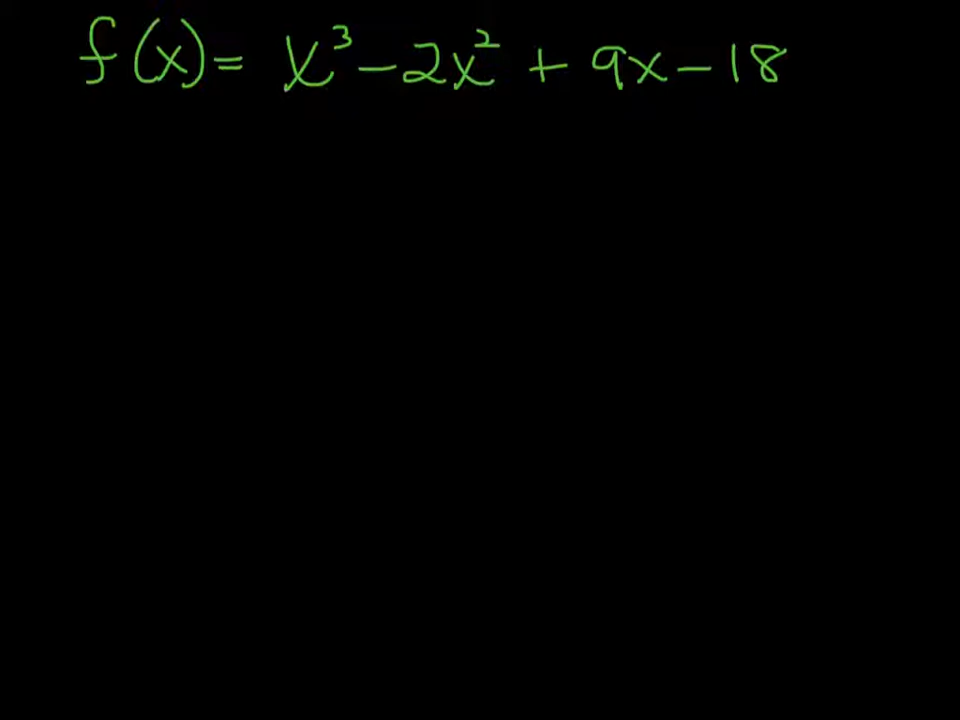 f(x) = x³ - 2x² + 9x - 18